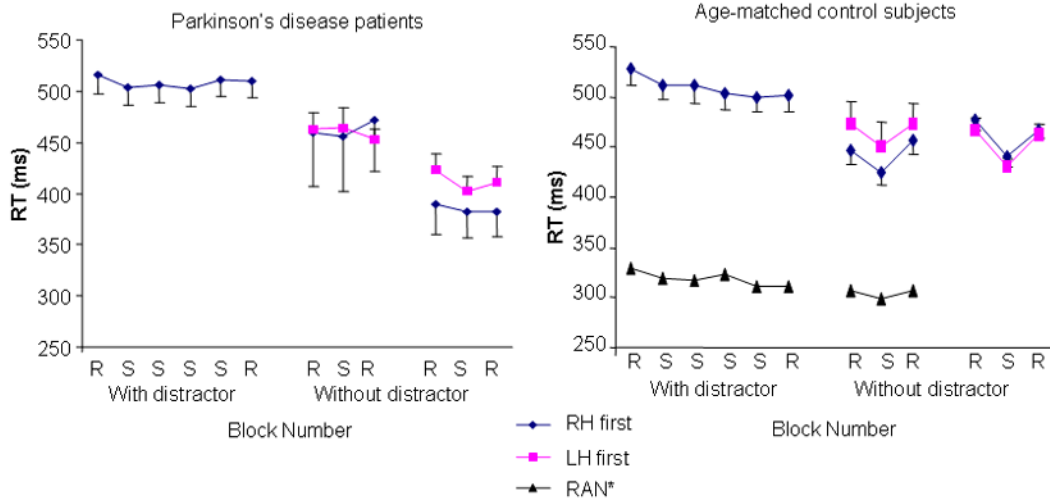 Parkinson's disease patients
550
500
450
400
350
300
250
RT (ms)
R S S S S R R S R R S R
With distractor Without distractor
Block Number
Age-matched control subjects
550
500
450
400
350
300
250
RT (ms)
R S S S S R R S R R S R
With distractor Without distractor
Block Number
RH first
LH first
RAN*